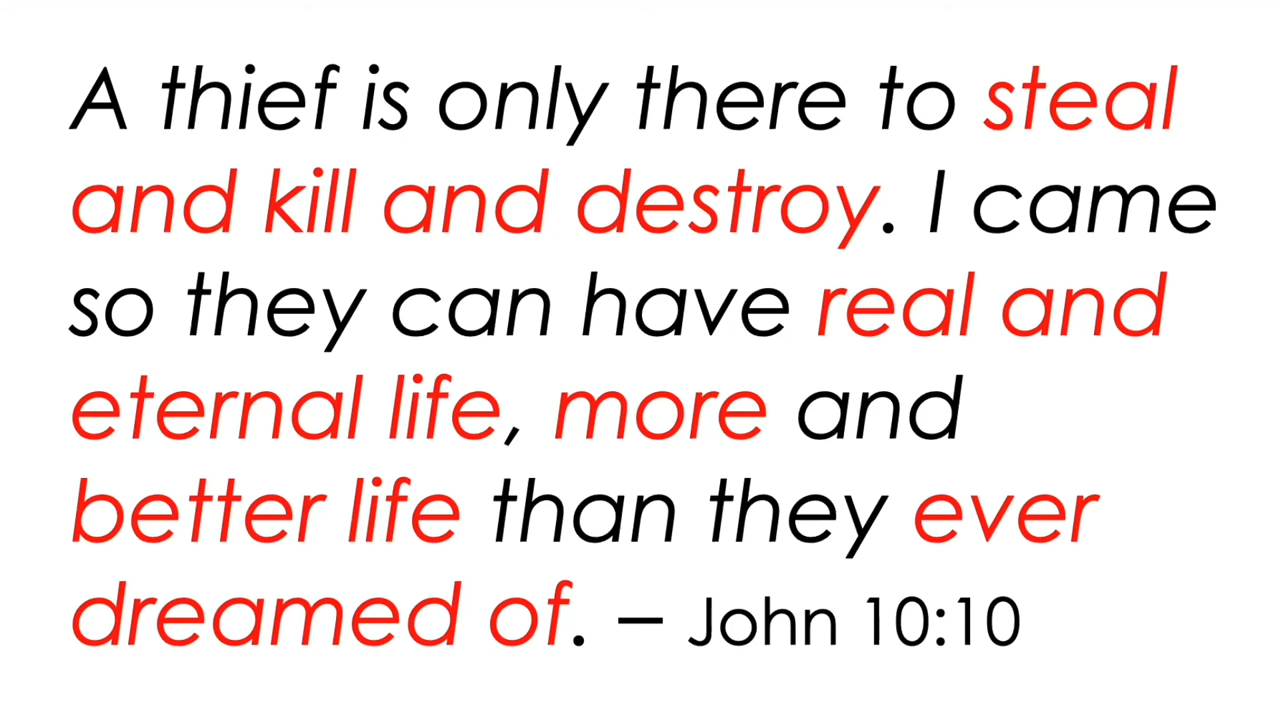 A thief is only there to steal
and kill and destroy. I came
so they can have real and
eternal life, more and
better life than they ever
dreamed of. – John 10:10